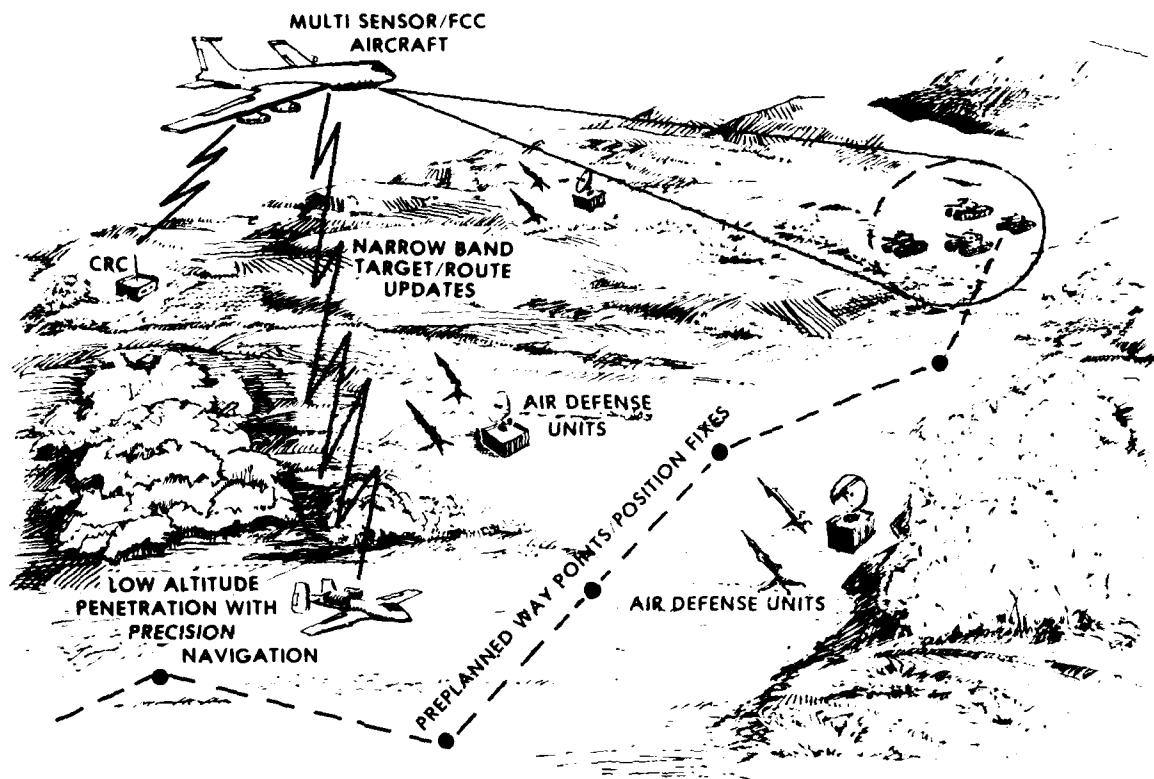 MULTI SENSOR/FCC
AIRCRAFT
CRC
NARROW BAND
TARGET/ROUTE
UPDATES
AIR DEFENSE
UNITS
PREPLANNED WAY POINTS/POSITION FIXES
AIR DEFENSE UNITS
LOW ALTITUDE
PENETRATION WITH
PRECISION
NAVIGATION